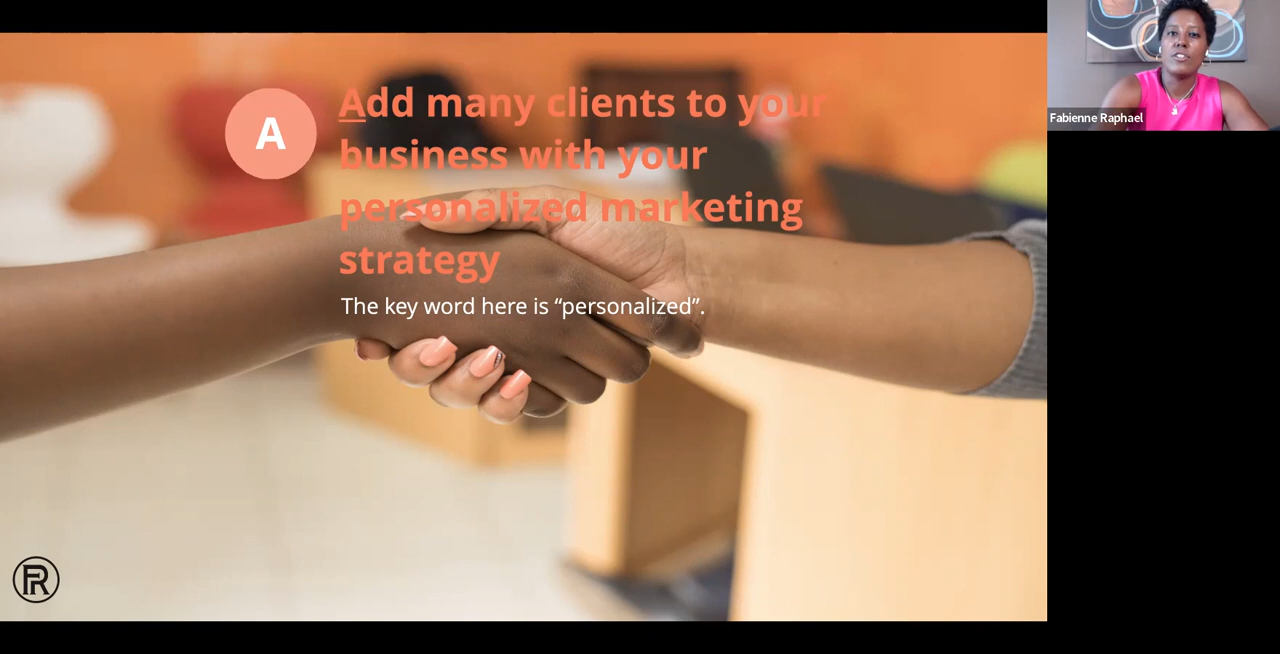 A
Add many clients to your
business with your
personalized marketing
strategy
The key word here is “personalized”.
Fabienne Raphael
FR